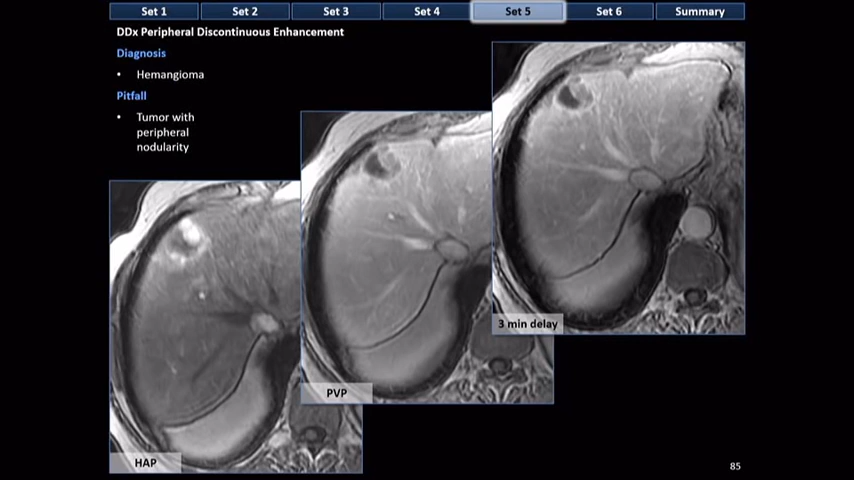 Set 1
Set 2
Set 3
Set 4
Set 5
Set 6
Summary
DDx Peripheral Discontinuous Enhancement
Diagnosis
• Hemangioma
Pitfall
• Tumor with
peripheral
nodularity
3 min delay
PVP
HAP
85